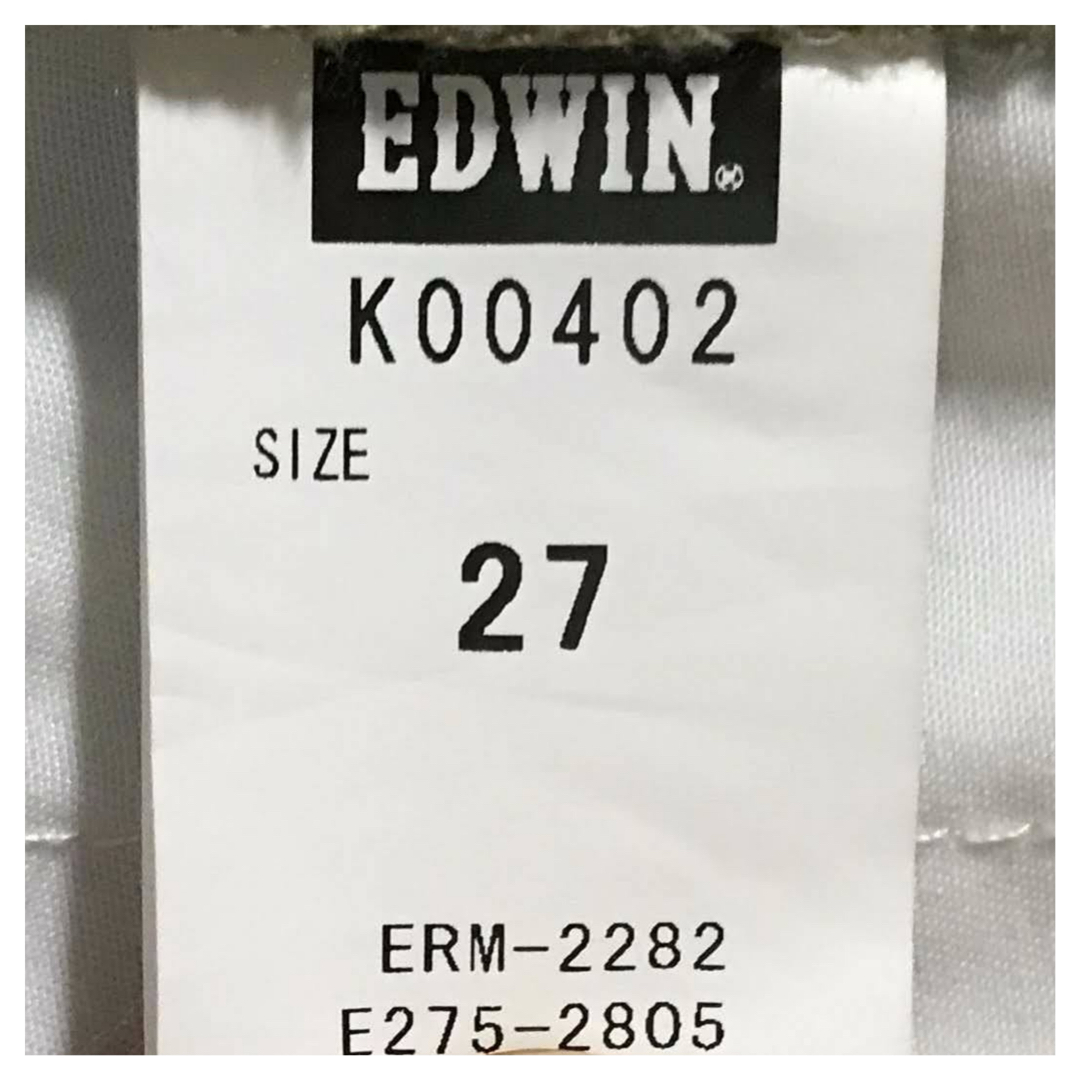 EDWIN®
K00402
SIZE
27
ERM-2282
E275-2805